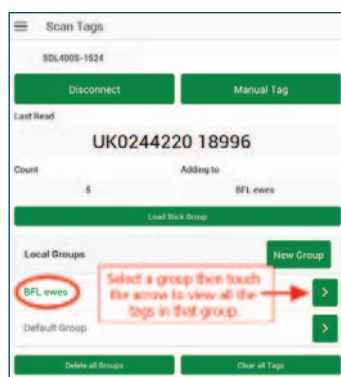 Scan Tags
SDL400S-1524
Disconnect Manual Tag
Last Read
UK0244220 18996
Count Adding to
5 BFL ewes
Load Stick Group
Local Groups New Group
Select a group then touch
the arrow to view all the
tags in that group.
BFL ewes
Default Group
Delete all Groups Clear all Tags